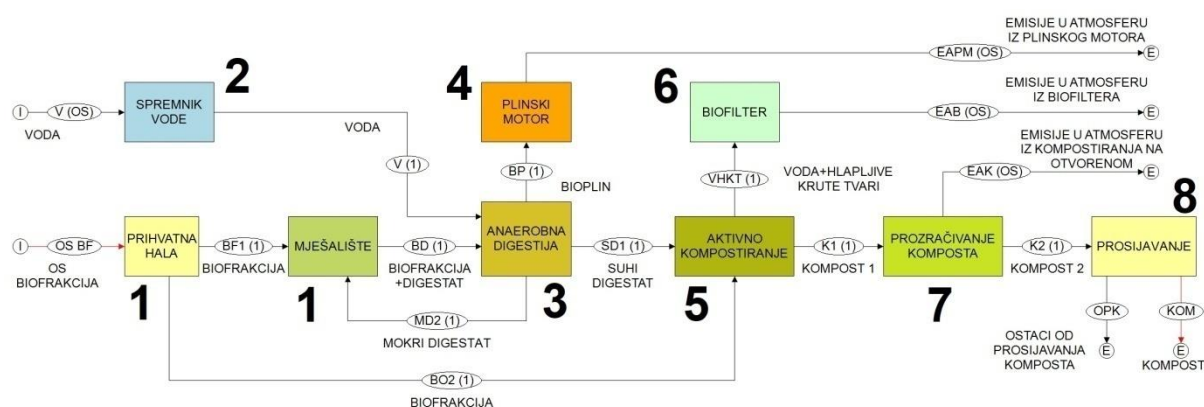 EMISIJE U ATMOSFERU
IZ PLINSKOG MOTORA
EAPM (OS)
E
2
4
6
I
V (OS)
VODA
SPREMNIK
VODE
VODA
PLINSKI
MOTOR
BIOFILTER
EMISIJE U ATMOSFERU
IZ BIOFILTERA
EAB (OS)
E
V (1)
BP (1)
BIOPLIN
VHKT (1)
VODA+HLAPLJIVE
KRUTE TVARI
EMISIJE U ATMOSFERU
IZ KOMPOSTIRANJA NA
OTVORENOM
EAK (OS)
E
8
I
OS BF
OS
BIOFRAKCIJA
PRIHVATNA
HALA
BF1 (1)
BIOFRAKCIJA
MJEŠALIŠTE
BD (1)
BIOFRAKCIJA
+DIGESTAT
ANAEROBNA
DIGESTIJA
SD1 (1)
SUHI
DIGESTAT
AKTIVNO
KOMPOSTIRANJE
K1 (1)
KOMPOST 1
PROZRAČIVANJE
KOMPOSTA
K2 (1)
KOMPOST 2
PROSIJAVANJE
1
1
3
5
7
MD2 (1)
MOKRI DIGESTAT
OPK
KOM
OSTACI OD
PROSIJAVANJA
KOMPOSTA
E
E
KOMPOST
BO2 (1)
BIOFRAKCIJA